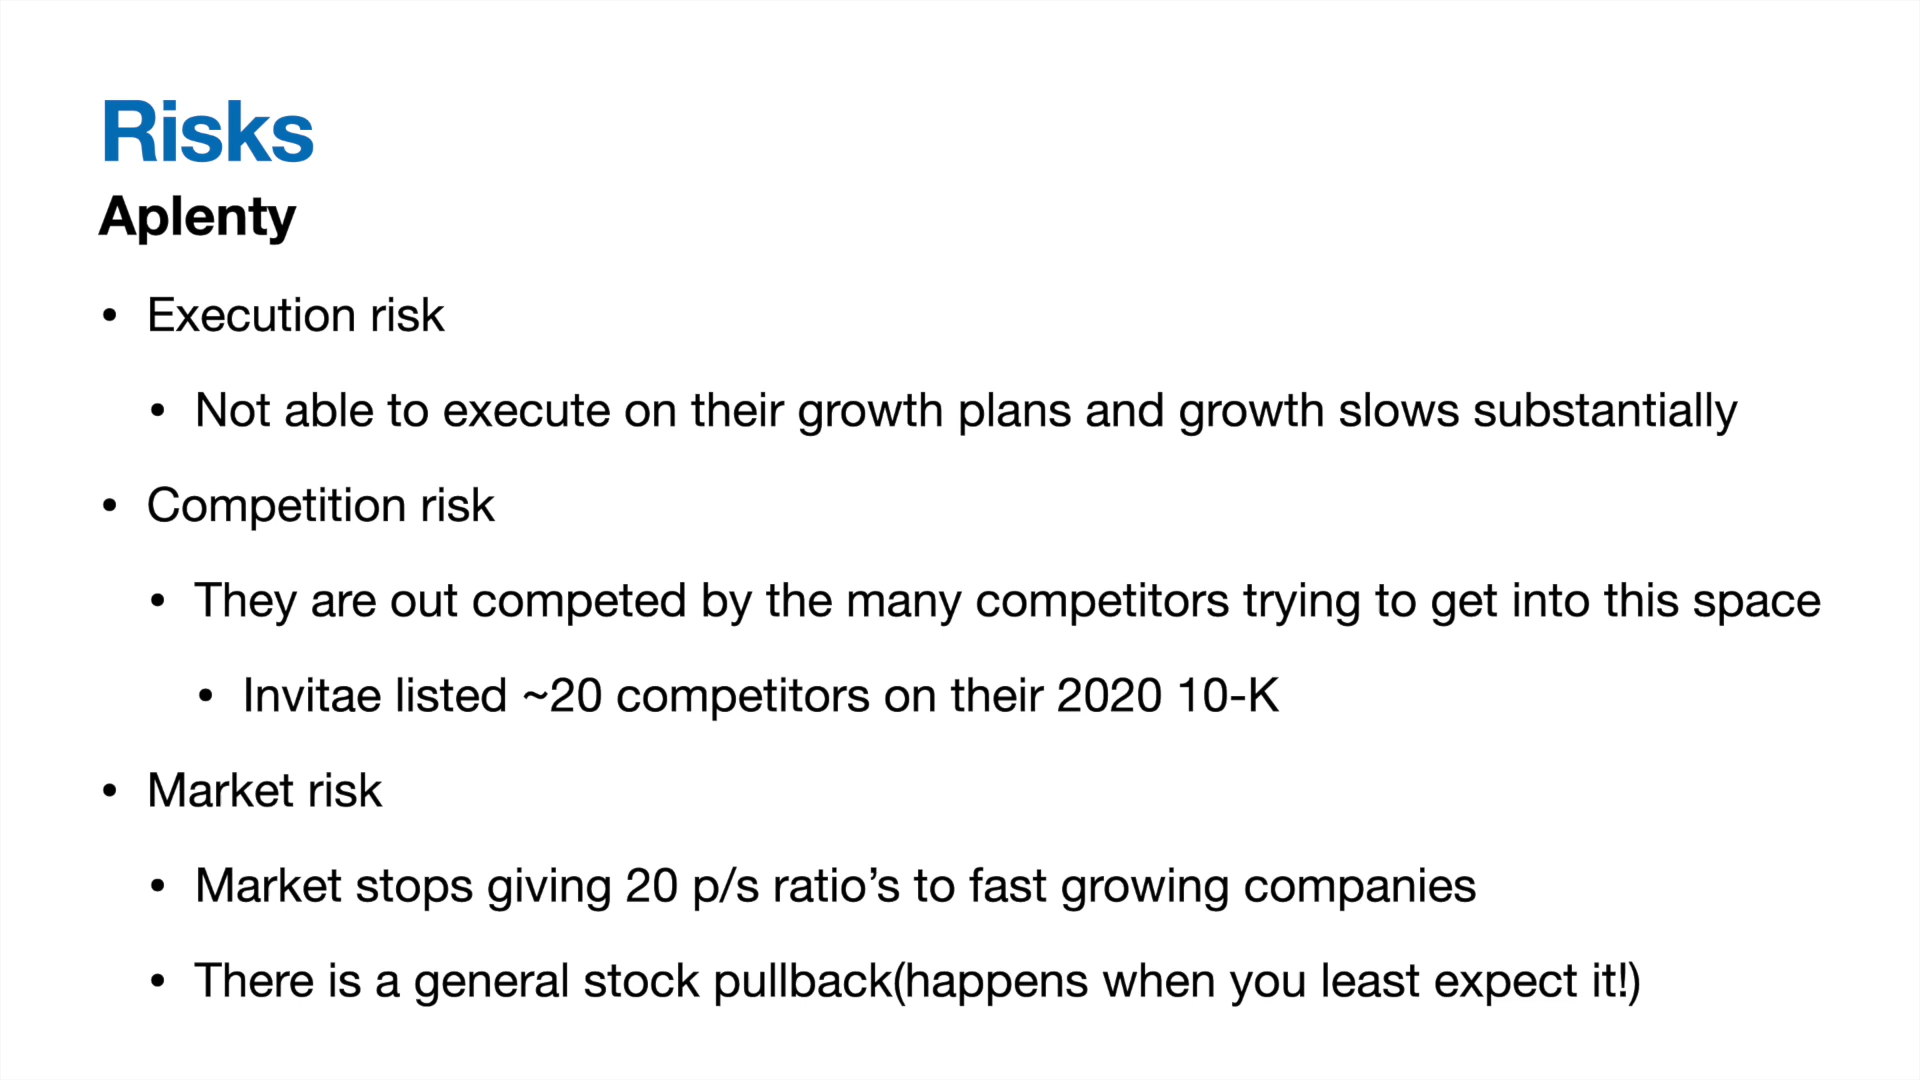 Risks
Aplenty
• Execution risk
• Not able to execute on their growth plans and growth slows substantially
• Competition risk
• They are out competed by the many competitors trying to get into this space
• Invitae listed ~20 competitors on their 2020 10-K
• Market risk
• Market stops giving 20 p/s ratio’s to fast growing companies
• There is a general stock pullback(happens when you least expect it!)